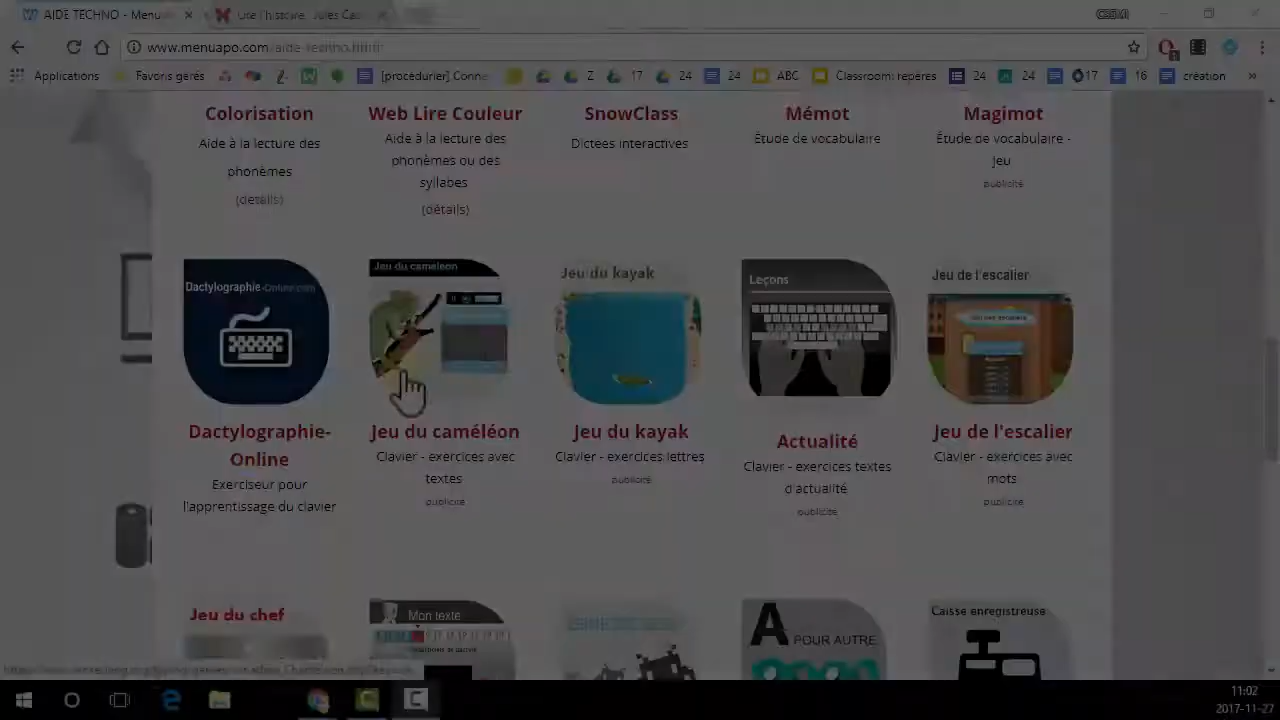 AIDE TECHNO - Menu
Lire l'histoire, Jules Cas
www.menuapo.com/aide-techno.html#
Applications
Favoris gérés
[procédurier] Conne
Z
17
24
24
ABC
Classroom: repères
24
24
17
16
création
»
Colorisation
Web Lire Couleur
SnowClass
Mémot
Magimot
Aide à la lecture des
phonèmes
(détails)
Aide à la lecture des
phonèmes ou des
syllabes
(détails)
Dictées interactives
Étude de vocabulaire
Étude de vocabulaire -
jeu
publicité
Dactylographie-Online.com
Jeu du caméléon
Jeu du kayak
Leçons
Jeu de l'escalier
Dactylographie-
Online
Exerciseur pour
l'apprentissage du clavier
Jeu du caméléon
Clavier - exercices avec
textes
publicité
Jeu du kayak
Clavier - exercices lettres
publicité
Actualité
Clavier - exercices textes
d'actualité
publicité
Jeu de l'escalier
Clavier - exercices avec
mots
publicité
Jeu du chef
Mon texte
A POUR AUTRE
Caisse enregistreuse
11:02
2017-11-27